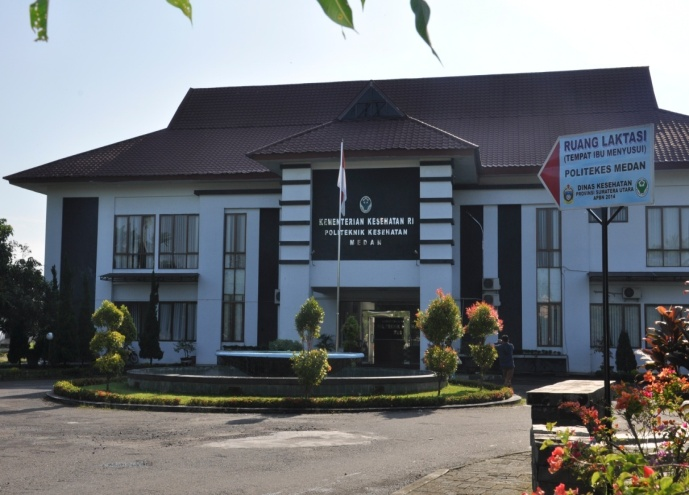 KEMENTERIAN KESEHATAN RI
POLITEKNIK KESEHATAN
MEDAN
RUANG LAKTASI
(TEMPAT IBU MENYUSUI)
POLITEKES MEDAN
DINAS KESEHATAN
PROVINSI SUMATERA UTARA
APBN 2014